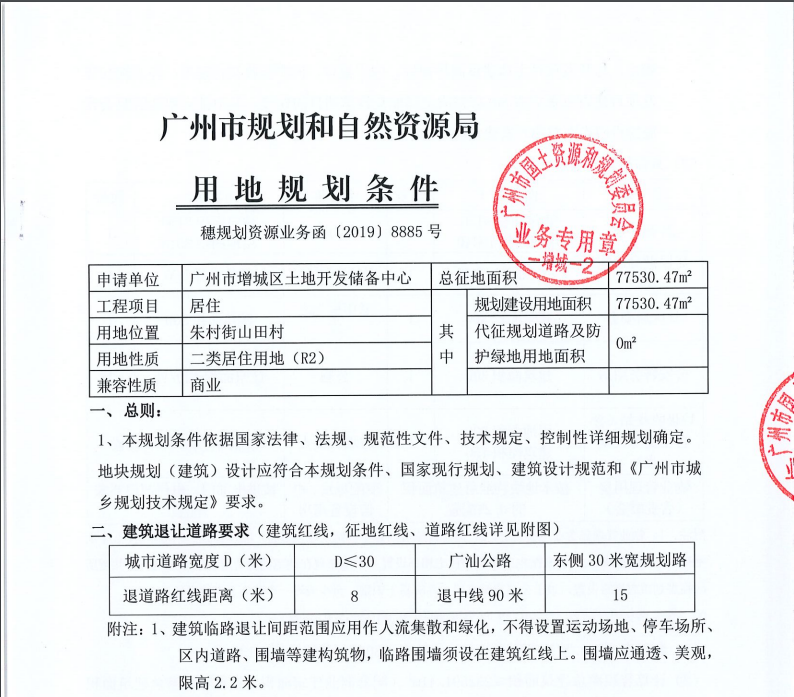 广州市规划和自然资源局
用地规划条件
穗规划资源业务函〔2019〕8885号
广州市国土资源和规划委员会
业务专用章
增城-2
申请单位 广州市增城区土地开发储备中心 总征地面积 77530.47㎡
工程项目 居住 其中 规划建设用地面积 77530.47㎡
用地位置 朱村街山田村 代征规划道路及防护绿地用地面积 0㎡
用地性质 二类居住用地（R2）
兼容性质 商业
一、总则：
1、本规划条件依据国家法律、法规、规范性文件、技术规定、控制性详细规划确定。
地块规划（建筑）设计应符合本规划条件、国家现行规划、建筑设计规范和《广州市城
乡规划技术规定》要求。
二、建筑退让道路要求（建筑红线，征地红线、道路红线详见附图）
城市道路宽度D（米） D≤30 广汕公路 东侧30米宽规划路
退道路红线距离（米） 8 退中线90米 15
附注：1、建筑临路退让间距范围应用作人流集散和绿化，不得设置运动场地、停车场所、
区内道路、围墙等建构筑物，临路围墙须设在建筑红线上。围墙应通透、美观，
限高2.2米。
广州市国